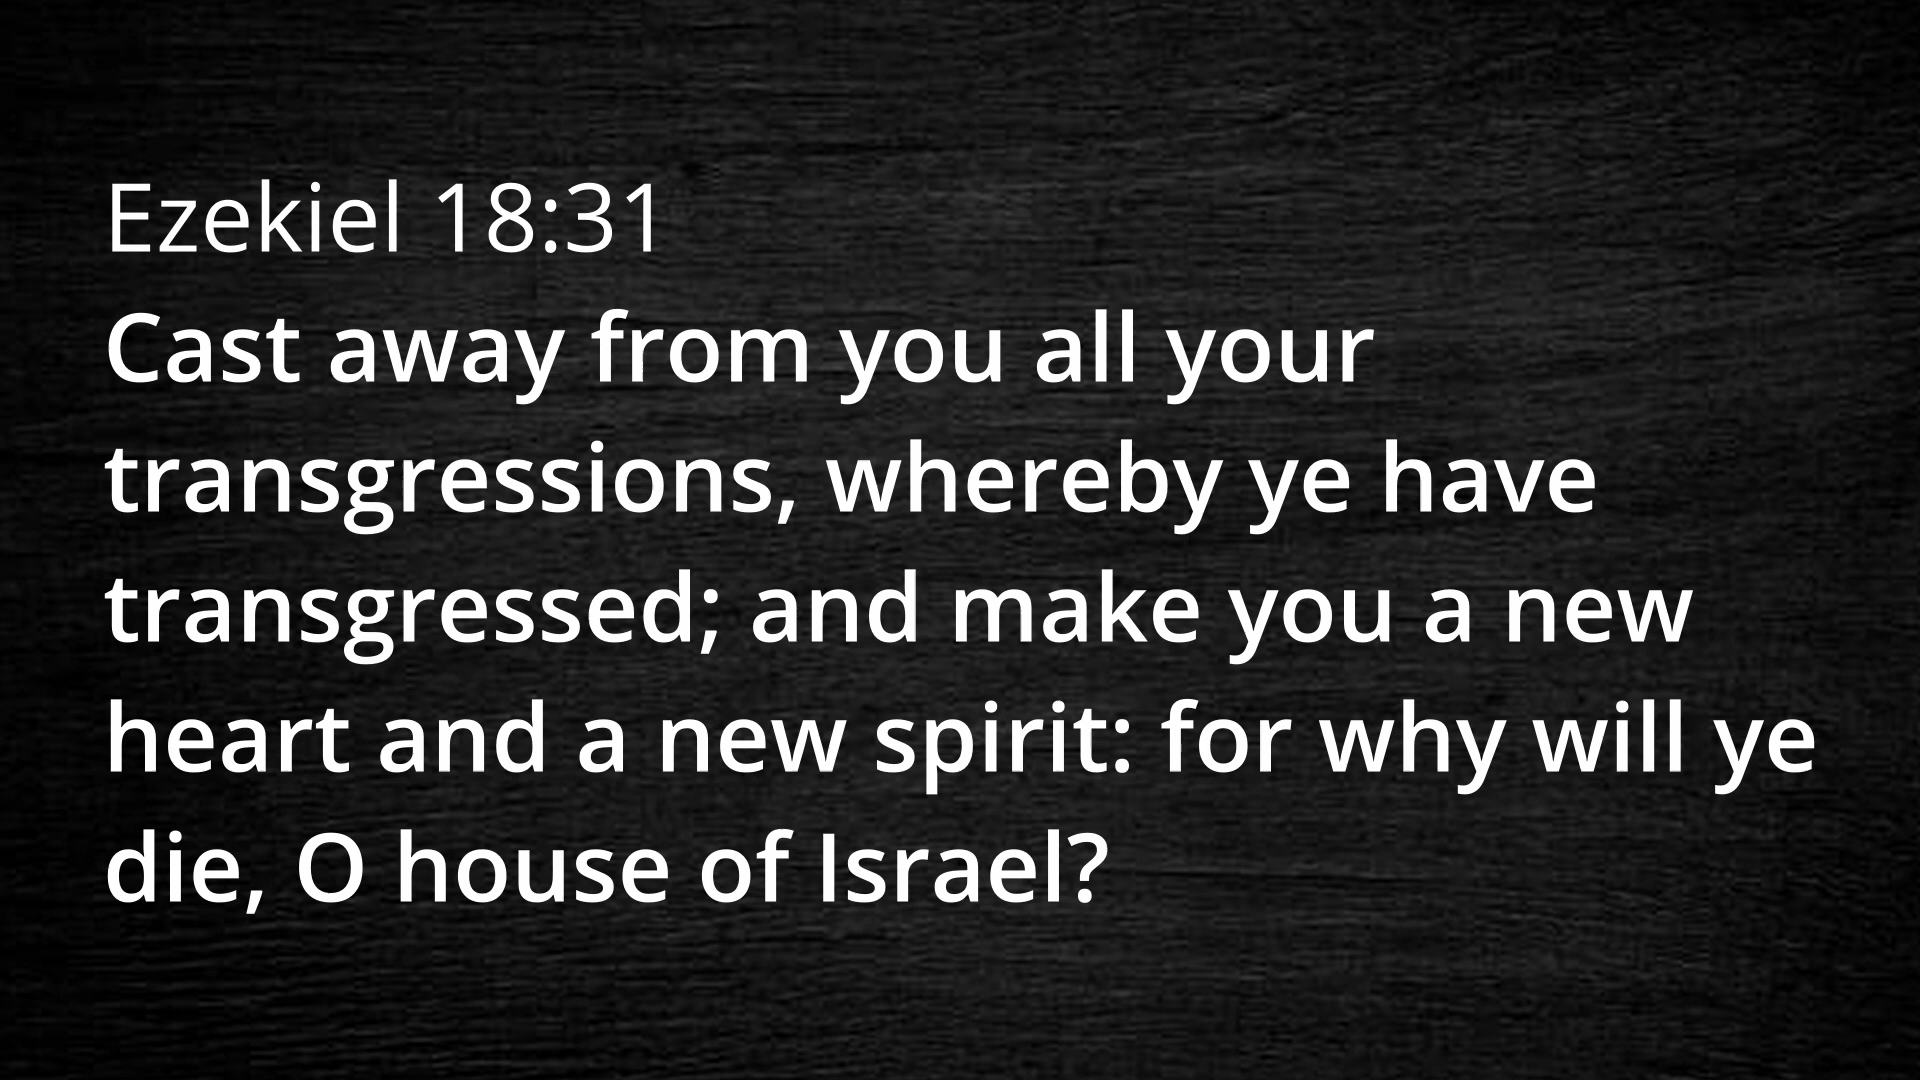 Ezekiel 18:31
Cast away from you all your
transgressions, whereby ye have
transgressed; and make you a new
heart and a new spirit: for why will ye
die, O house of Israel?